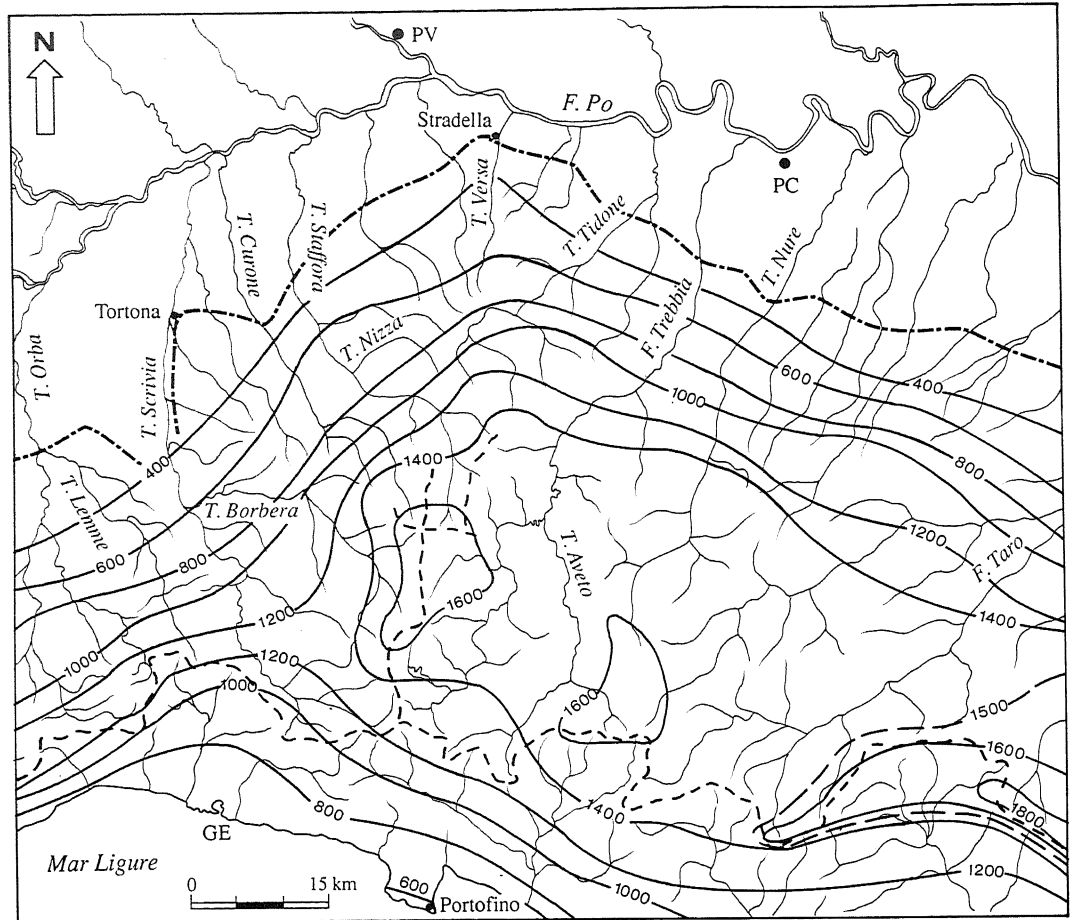 N
PV
F. Po
Stradella
PC
T. Versa
T. Curone
T. Staffora
T. Tidone
T. Nure
Tortona
T. Nizza
F. Trebbia
T. Orba
T. Scrivia
600
400
1000
400
1400
800
T. Lemme
T. Borbera
1200
T. Aveto
F. Taro
600
800
1600
1200
1400
1000
1200
1000
1600
1500
1600
1400
1800
800
GE
Mar Ligure
0 15 km
600
Portofino
1000
1200